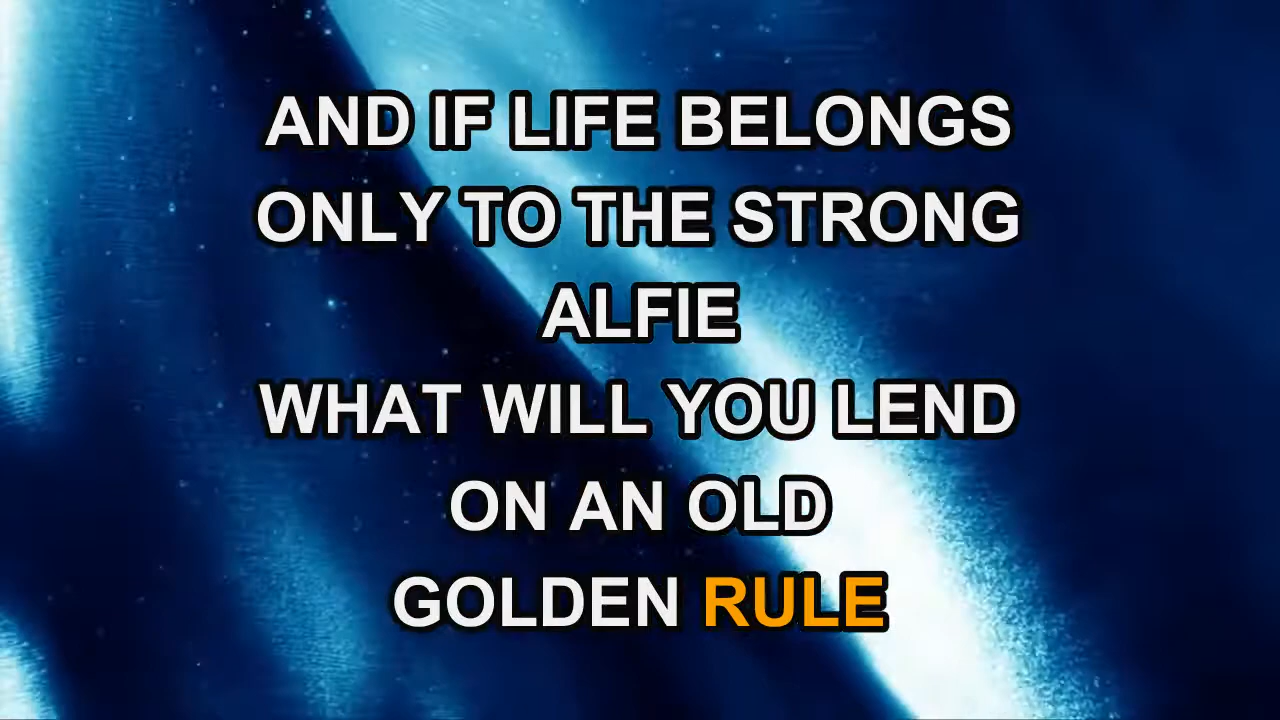 AND IF LIFE BELONGS
ONLY TO THE STRONG
ALFIE
WHAT WILL YOU LEND
ON AN OLD
GOLDEN RULE